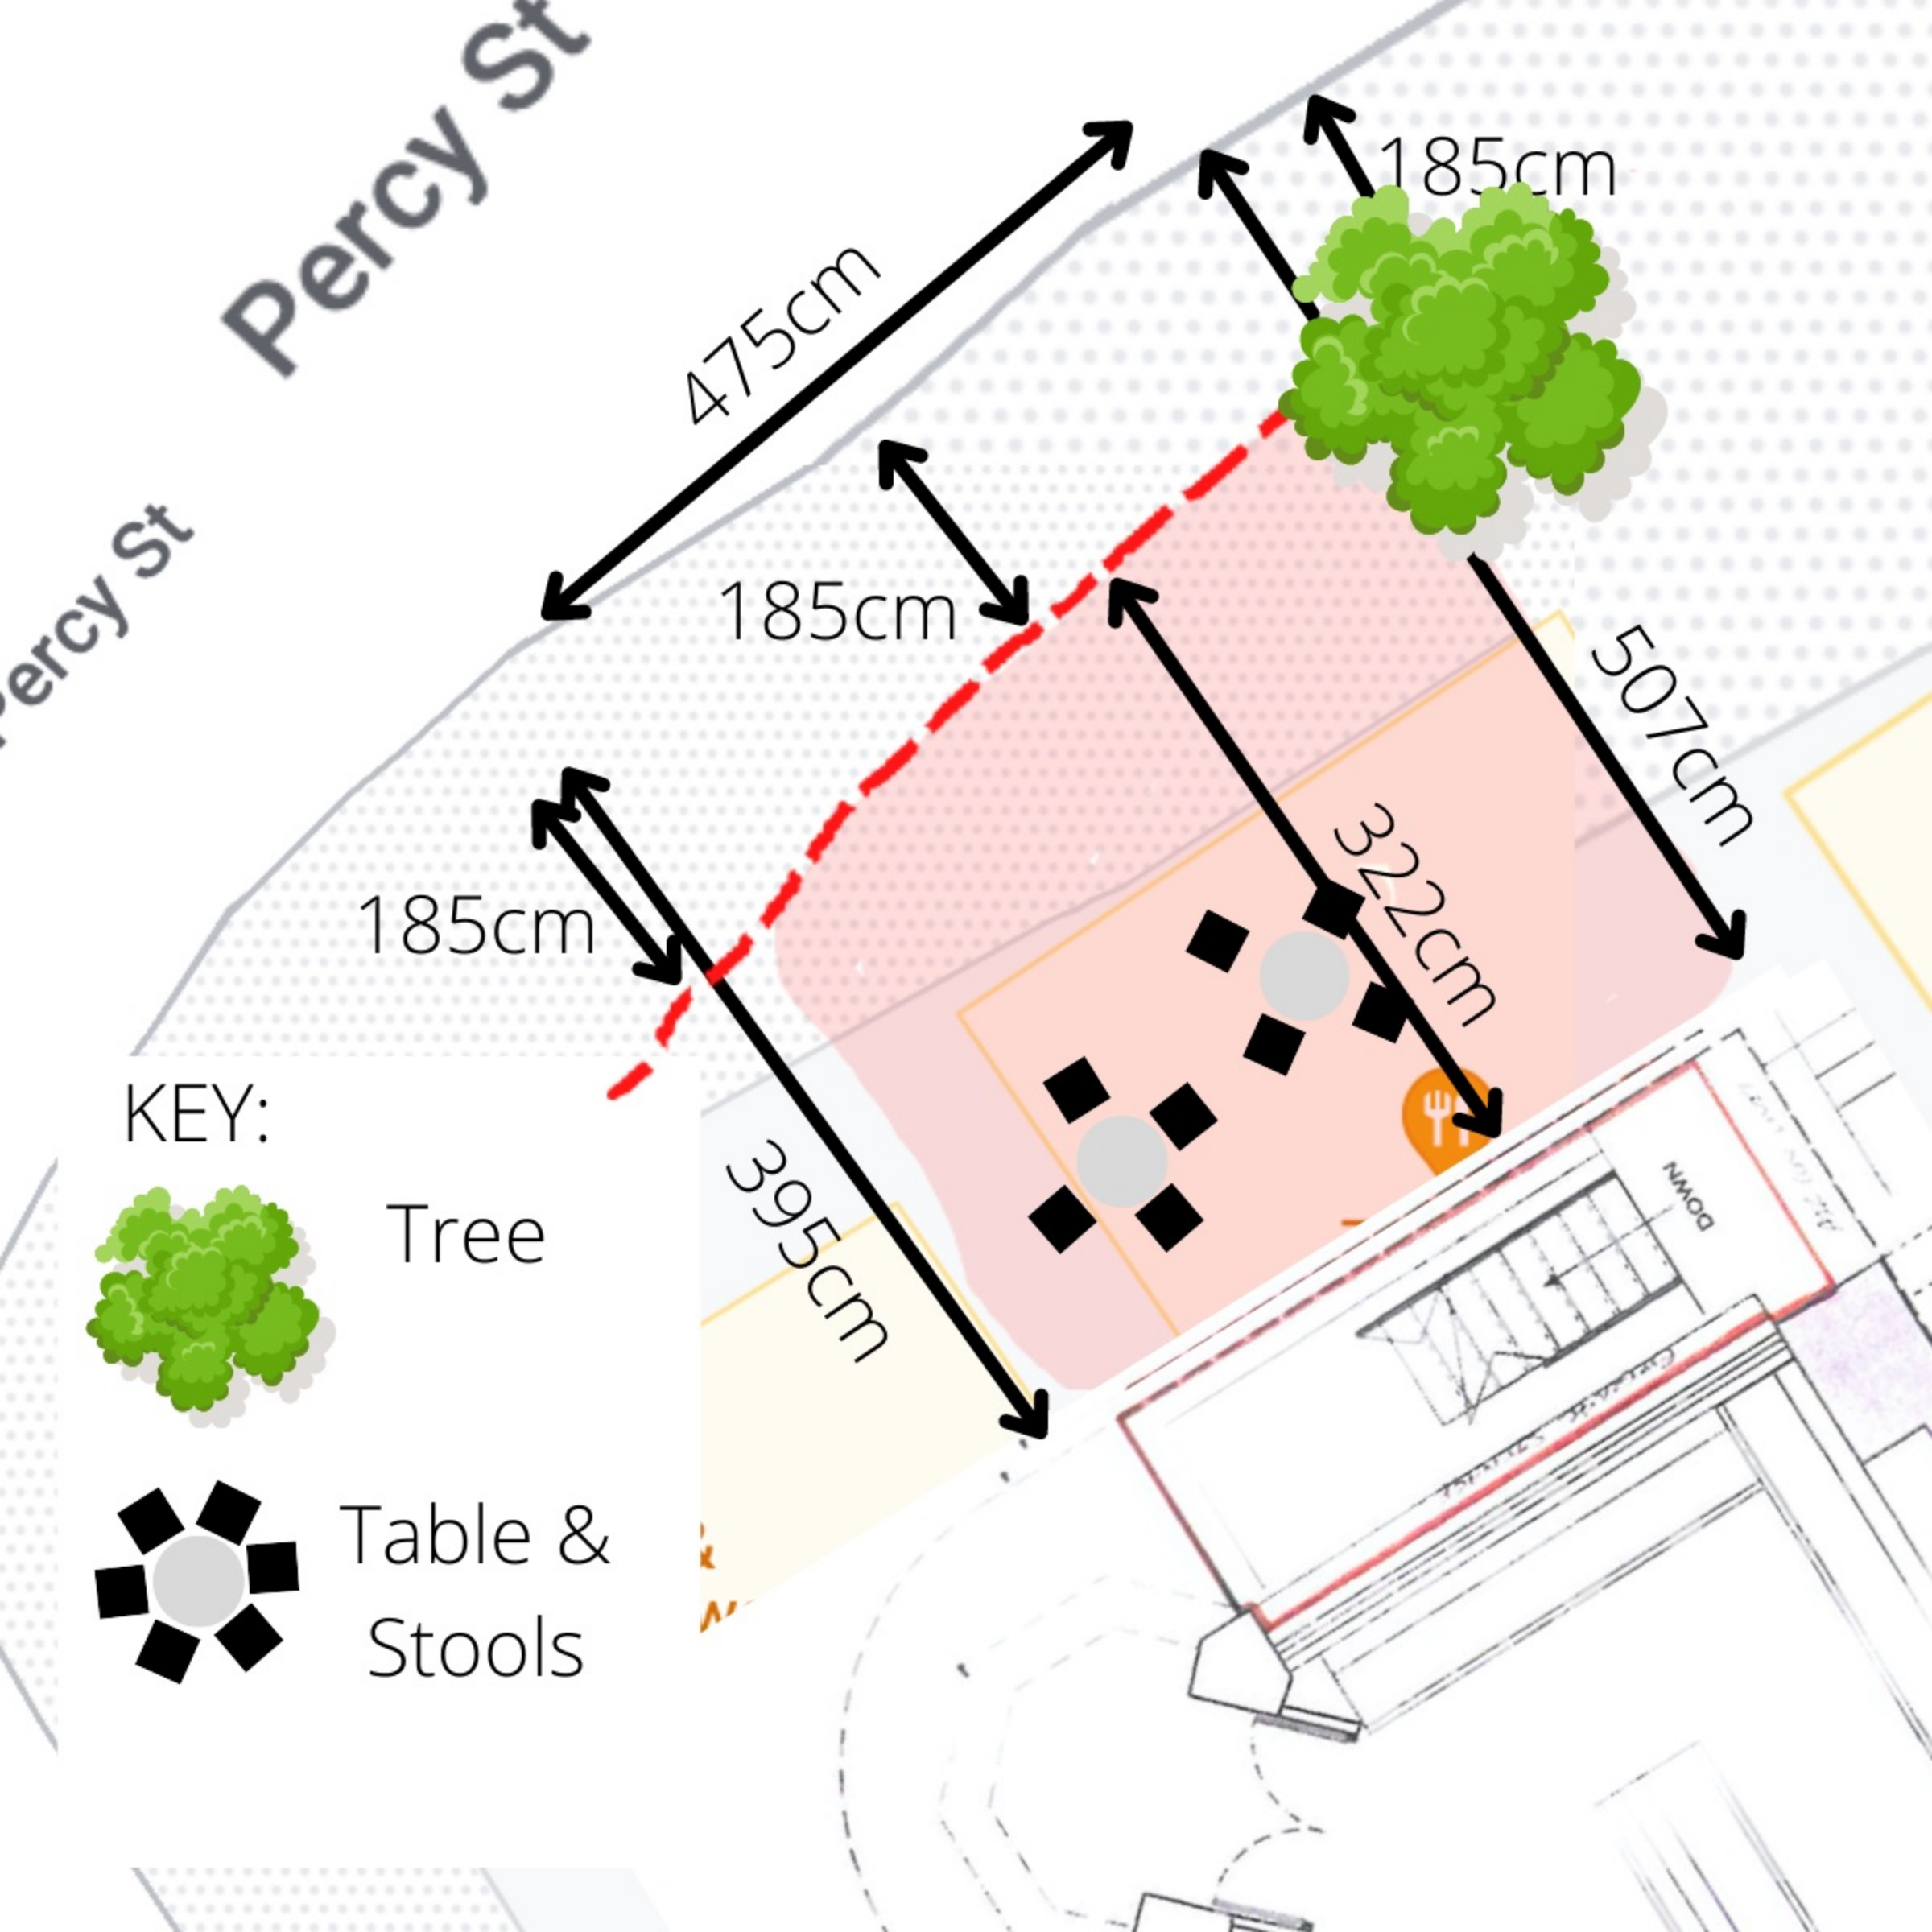 Percy St
185cm
475cm
Percy St
185cm
507cm
322cm
185cm
KEY:
395cm
Tree
DOWN
Table &
Stools
&